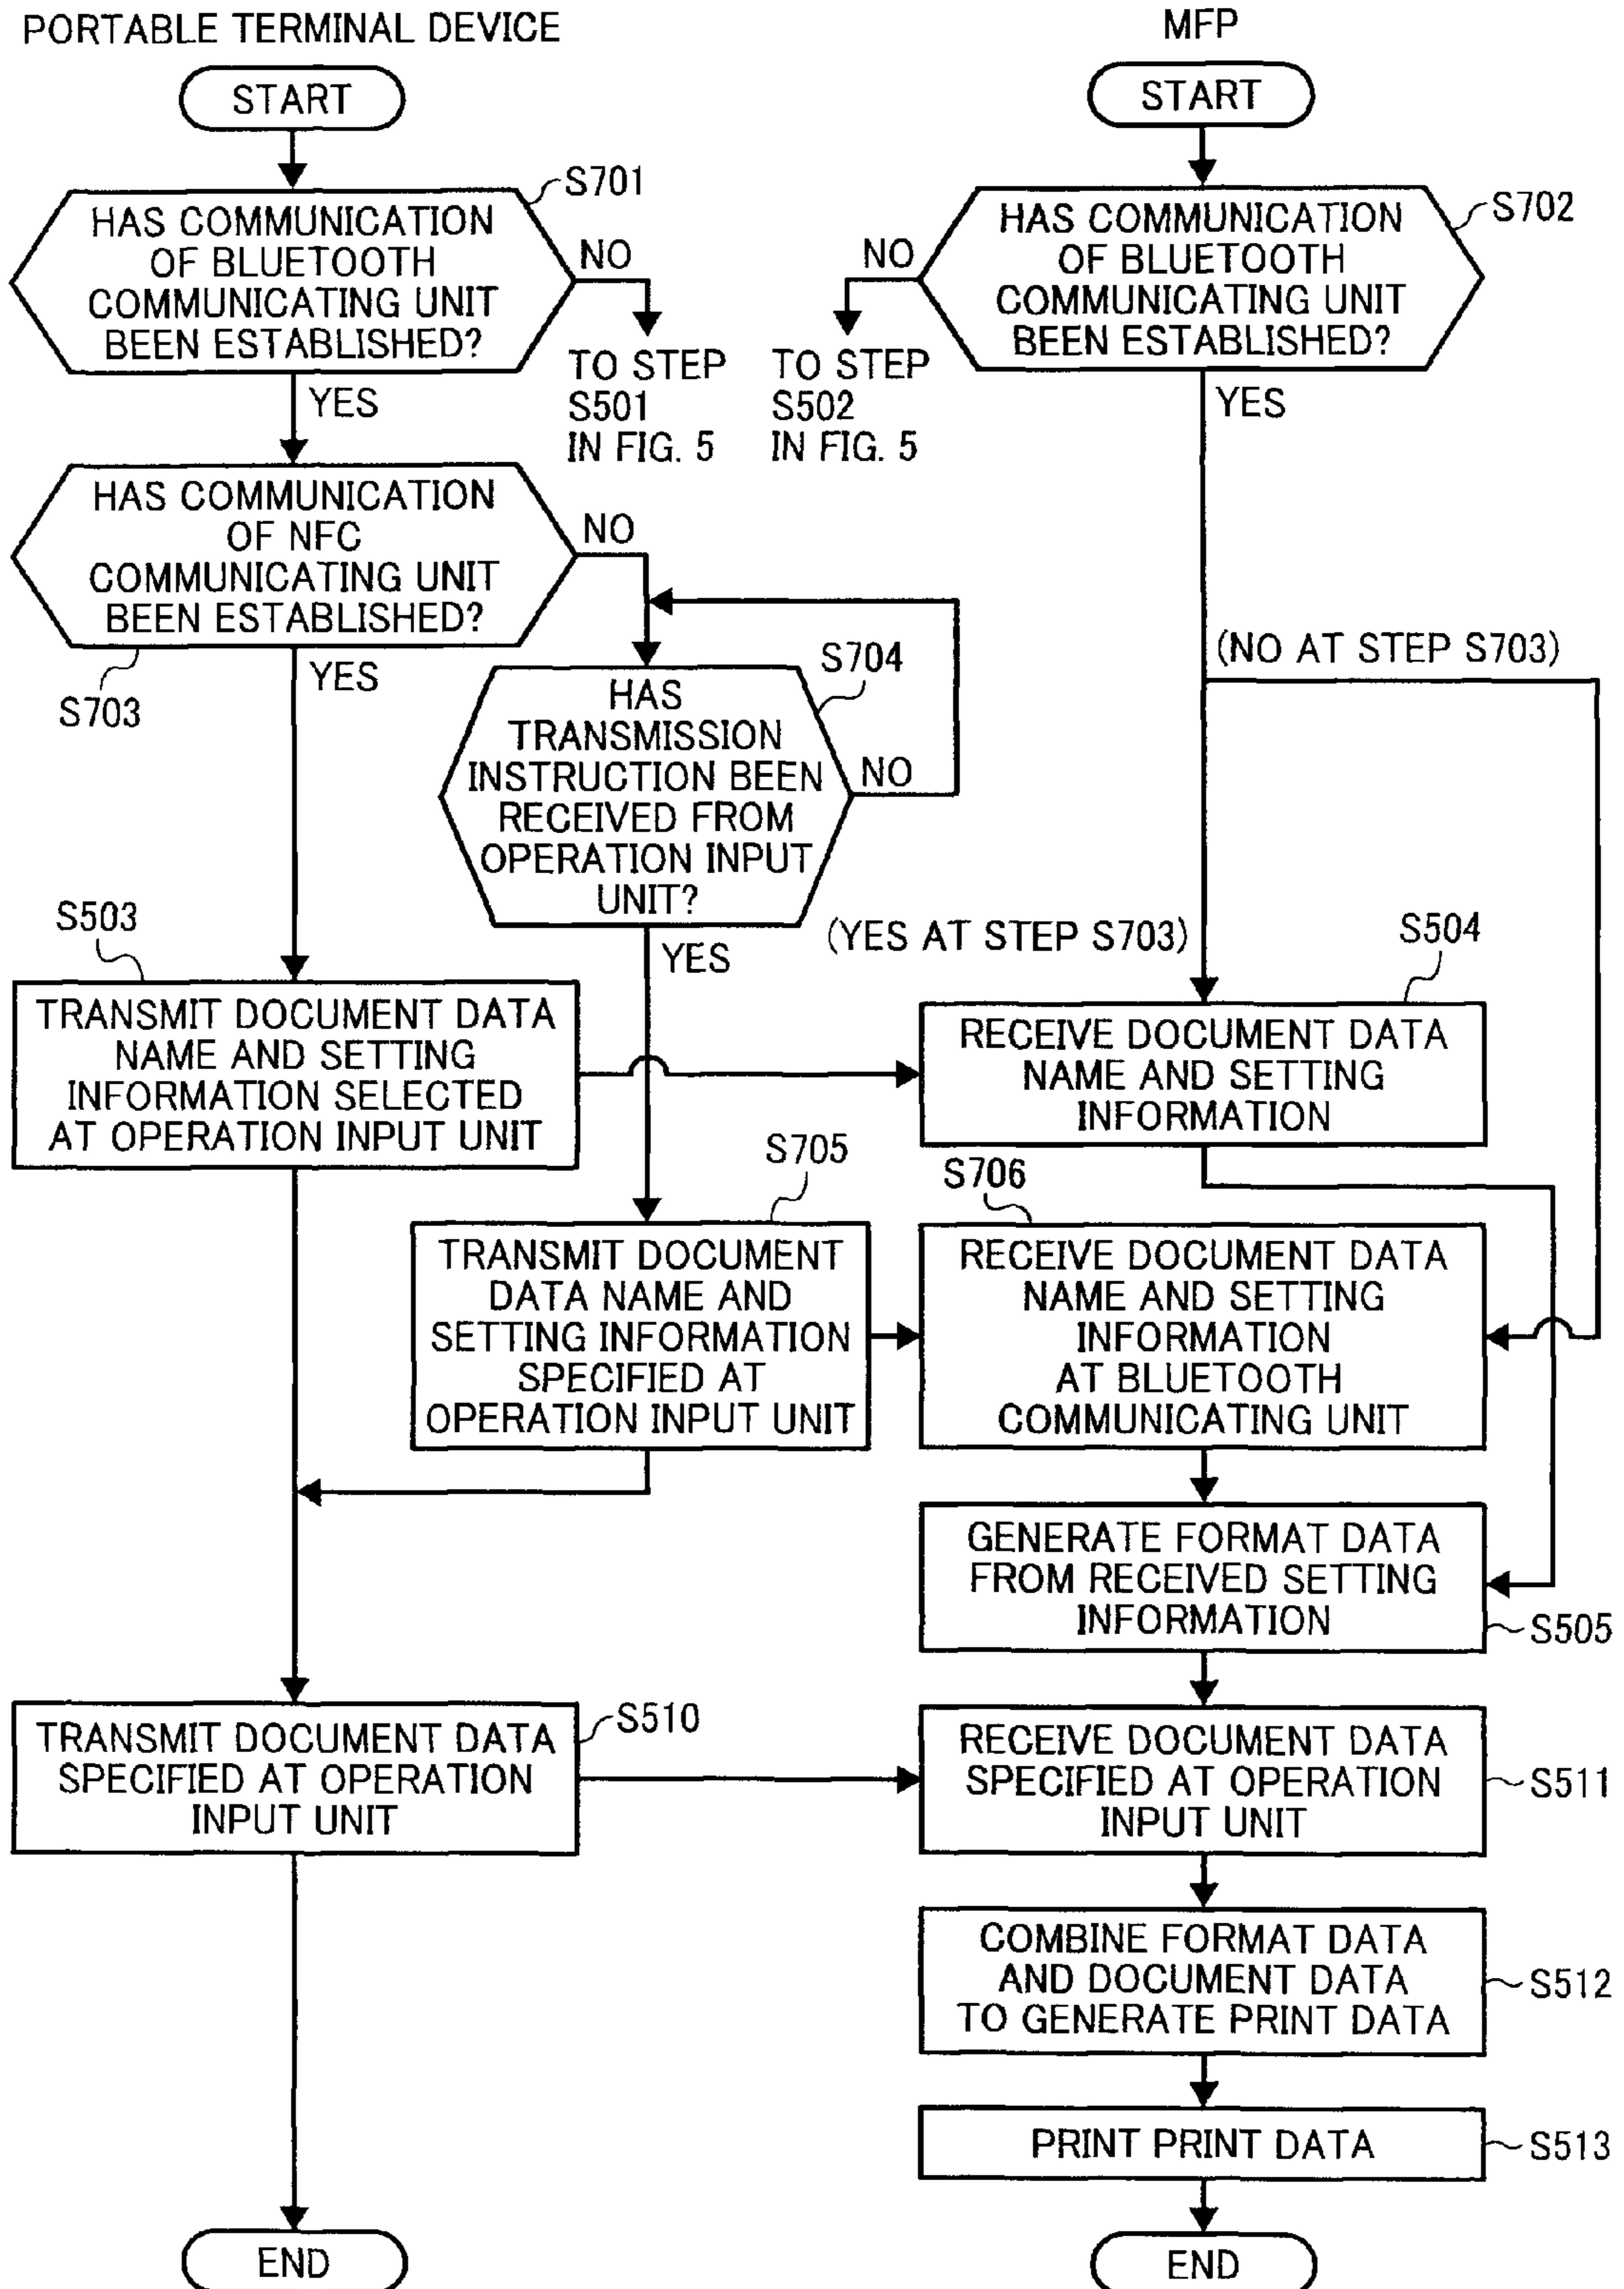 PORTABLE TERMINAL DEVICE
MFP
START
START
S701
HAS COMMUNICATION
OF BLUETOOTH
COMMUNICATING UNIT
BEEN ESTABLISHED?
NO
TO STEP
S501
IN FIG. 5
YES
S702
HAS COMMUNICATION
OF BLUETOOTH
COMMUNICATING UNIT
BEEN ESTABLISHED?
NO
TO STEP
S502
IN FIG. 5
YES
HAS COMMUNICATION
OF NFC
COMMUNICATING UNIT
BEEN ESTABLISHED?
NO
S703
YES
(NO AT STEP S703)
S704
HAS
TRANSMISSION
INSTRUCTION BEEN
RECEIVED FROM
OPERATION INPUT
UNIT?
NO
YES
(YES AT STEP S703)
S503
TRANSMIT DOCUMENT DATA
NAME AND SETTING
INFORMATION SELECTED
AT OPERATION INPUT UNIT
S504
RECEIVE DOCUMENT DATA
NAME AND SETTING
INFORMATION
S705
TRANSMIT DOCUMENT
DATA NAME AND
SETTING INFORMATION
SPECIFIED AT
OPERATION INPUT UNIT
S706
RECEIVE DOCUMENT DATA
NAME AND SETTING
INFORMATION
AT BLUETOOTH
COMMUNICATING UNIT
GENERATE FORMAT DATA
FROM RECEIVED SETTING
INFORMATION
S505
TRANSMIT DOCUMENT DATA
SPECIFIED AT OPERATION
INPUT UNIT
S510
RECEIVE DOCUMENT DATA
SPECIFIED AT OPERATION
INPUT UNIT
S511
COMBINE FORMAT DATA
AND DOCUMENT DATA
TO GENERATE PRINT DATA
S512
PRINT PRINT DATA
S513
END
END